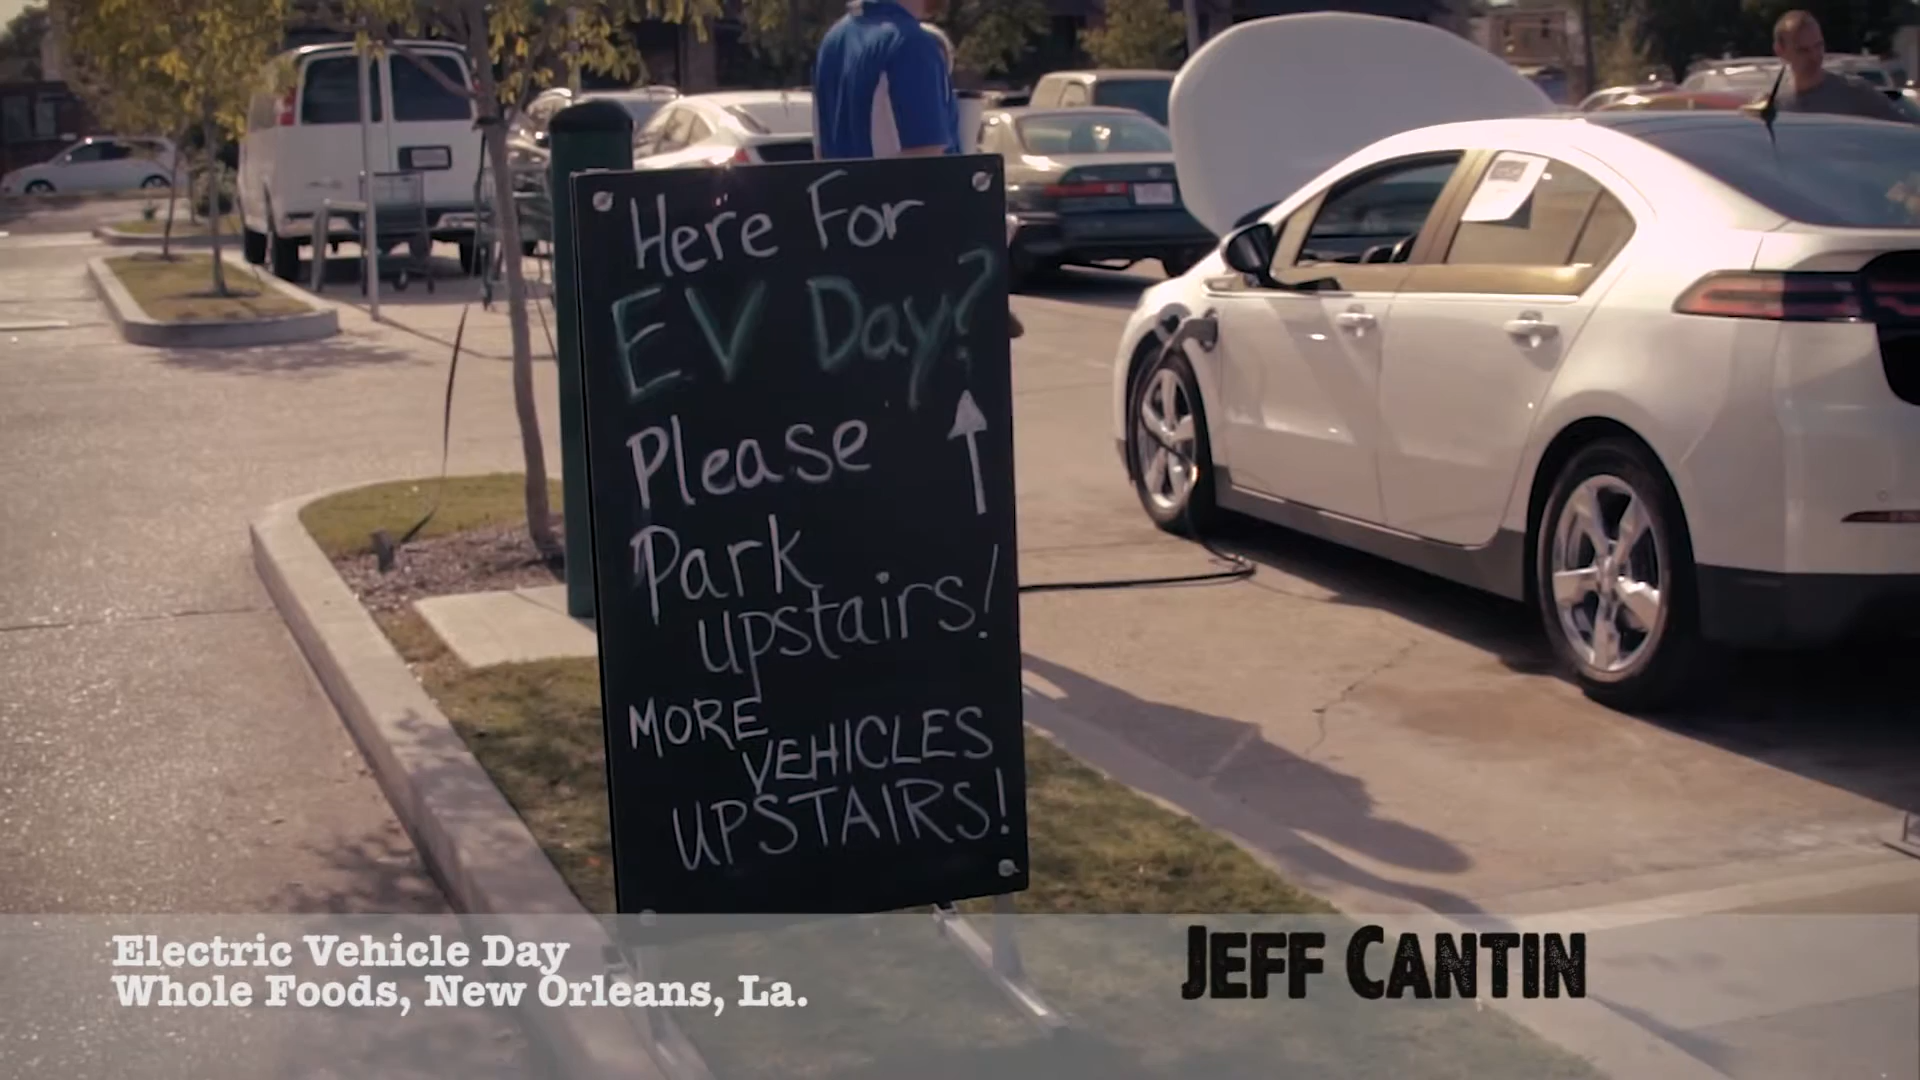 Here For
EV Day?
Please
Park
upstairs!
MORE
VEHICLES
UPSTAIRS!
Electric Vehicle Day
Whole Foods, New Orleans, La.
JEFF CANTIN